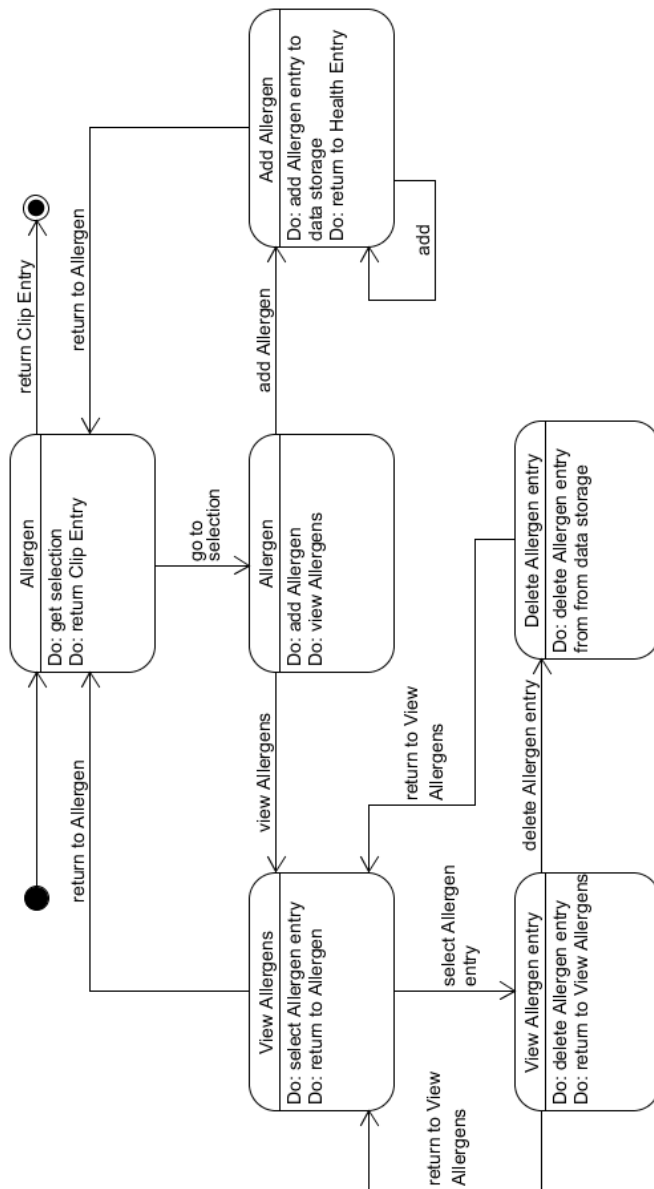 return to Allergen
Allergen
Do: get selection
Do: return Clip Entry
return Clip Entry
return to Allergen
go to
selection
View Allergens
Do: select Allergen entry
Do: return to Allergen
view Allergens
Allergen
Do: add Allergen
Do: view Allergens
add Allergen
Add Allergen
Do: add Allergen entry to
data storage
Do: return to Health Entry
add
return to View
Allergens
select Allergen
entry
return to View
Allergens
View Allergen entry
Do: delete Allergen entry
Do: return to View Allergens
delete Allergen entry
Delete Allergen entry
Do: delete Allergen entry
from from data storage